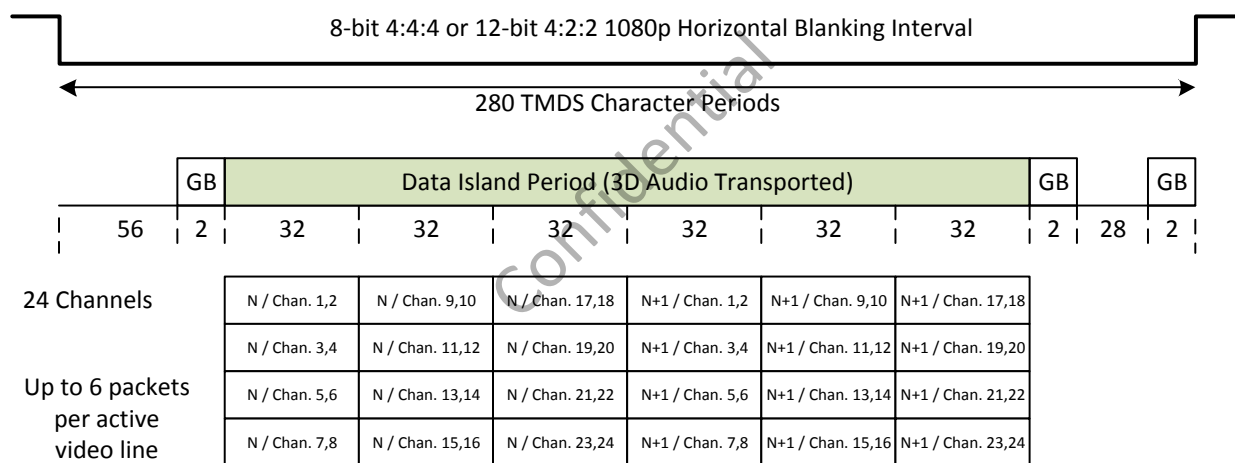 8-bit 4:4:4 or 12-bit 4:2:2 1080p Horizontal Blanking Interval
280 TMDS Character Periods
GB Data Island Period (3D Audio Transported) GB GB
56 2 32 32 32 32 32 32 2 28 2
Confidential
24 Channels
N / Chan. 1,2 N / Chan. 9,10 N / Chan. 17,18 N+1 / Chan. 1,2 N+1 / Chan. 9,10 N+1 / Chan. 17,18
N / Chan. 3,4 N / Chan. 11,12 N / Chan. 19,20 N+1 / Chan. 3,4 N+1 / Chan. 11,12 N+1 / Chan. 19,20
Up to 6 packets
per active
video line
N / Chan. 5,6 N / Chan. 13,14 N / Chan. 21,22 N+1 / Chan. 5,6 N+1 / Chan. 13,14 N+1 / Chan. 21,22
N / Chan. 7,8 N / Chan. 15,16 N / Chan. 23,24 N+1 / Chan. 7,8 N+1 / Chan. 15,16 N+1 / Chan. 23,24